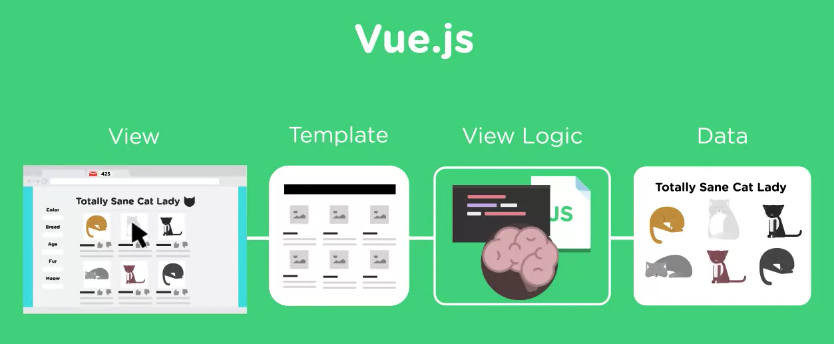 Vue.js
View
Template
View Logic
Data
425
Totally Sane Cat Lady
Color
Breed
Age
Fur
Meow
JS
Totally Sane Cat Lady